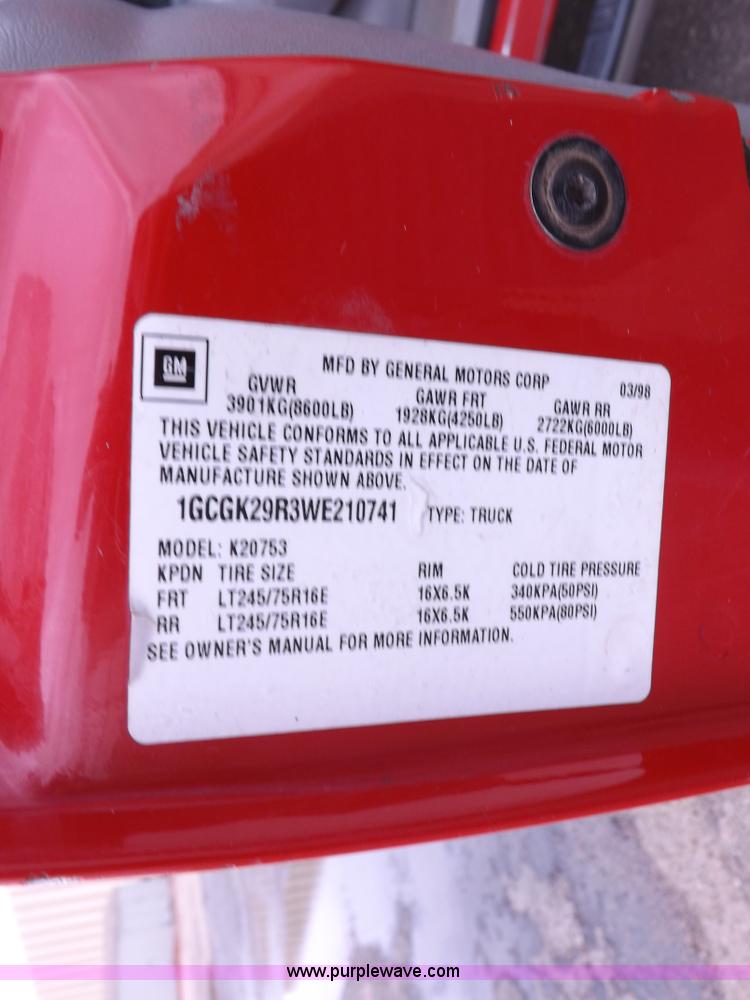 GM
MFD BY GENERAL MOTORS CORP 03/98
GVWR GAWR FRT GAWR RR
3901KG(8600LB) 1928KG(4250LB) 2722KG(6000LB)
THIS VEHICLE CONFORMS TO ALL APPLICABLE U.S. FEDERAL MOTOR
VEHICLE SAFETY STANDARDS IN EFFECT ON THE DATE OF
MANUFACTURE SHOWN ABOVE.
1GCGK29R3WE210741 TYPE: TRUCK
MODEL: K20753
KPDN TIRE SIZE RIM COLD TIRE PRESSURE
FRT LT245/75R16E 16X6.5K 340KPA(50PSI)
RR LT245/75R16E 16X6.5K 550KPA(80PSI)
SEE OWNER'S MANUAL FOR MORE INFORMATION.
www.purplewave.com